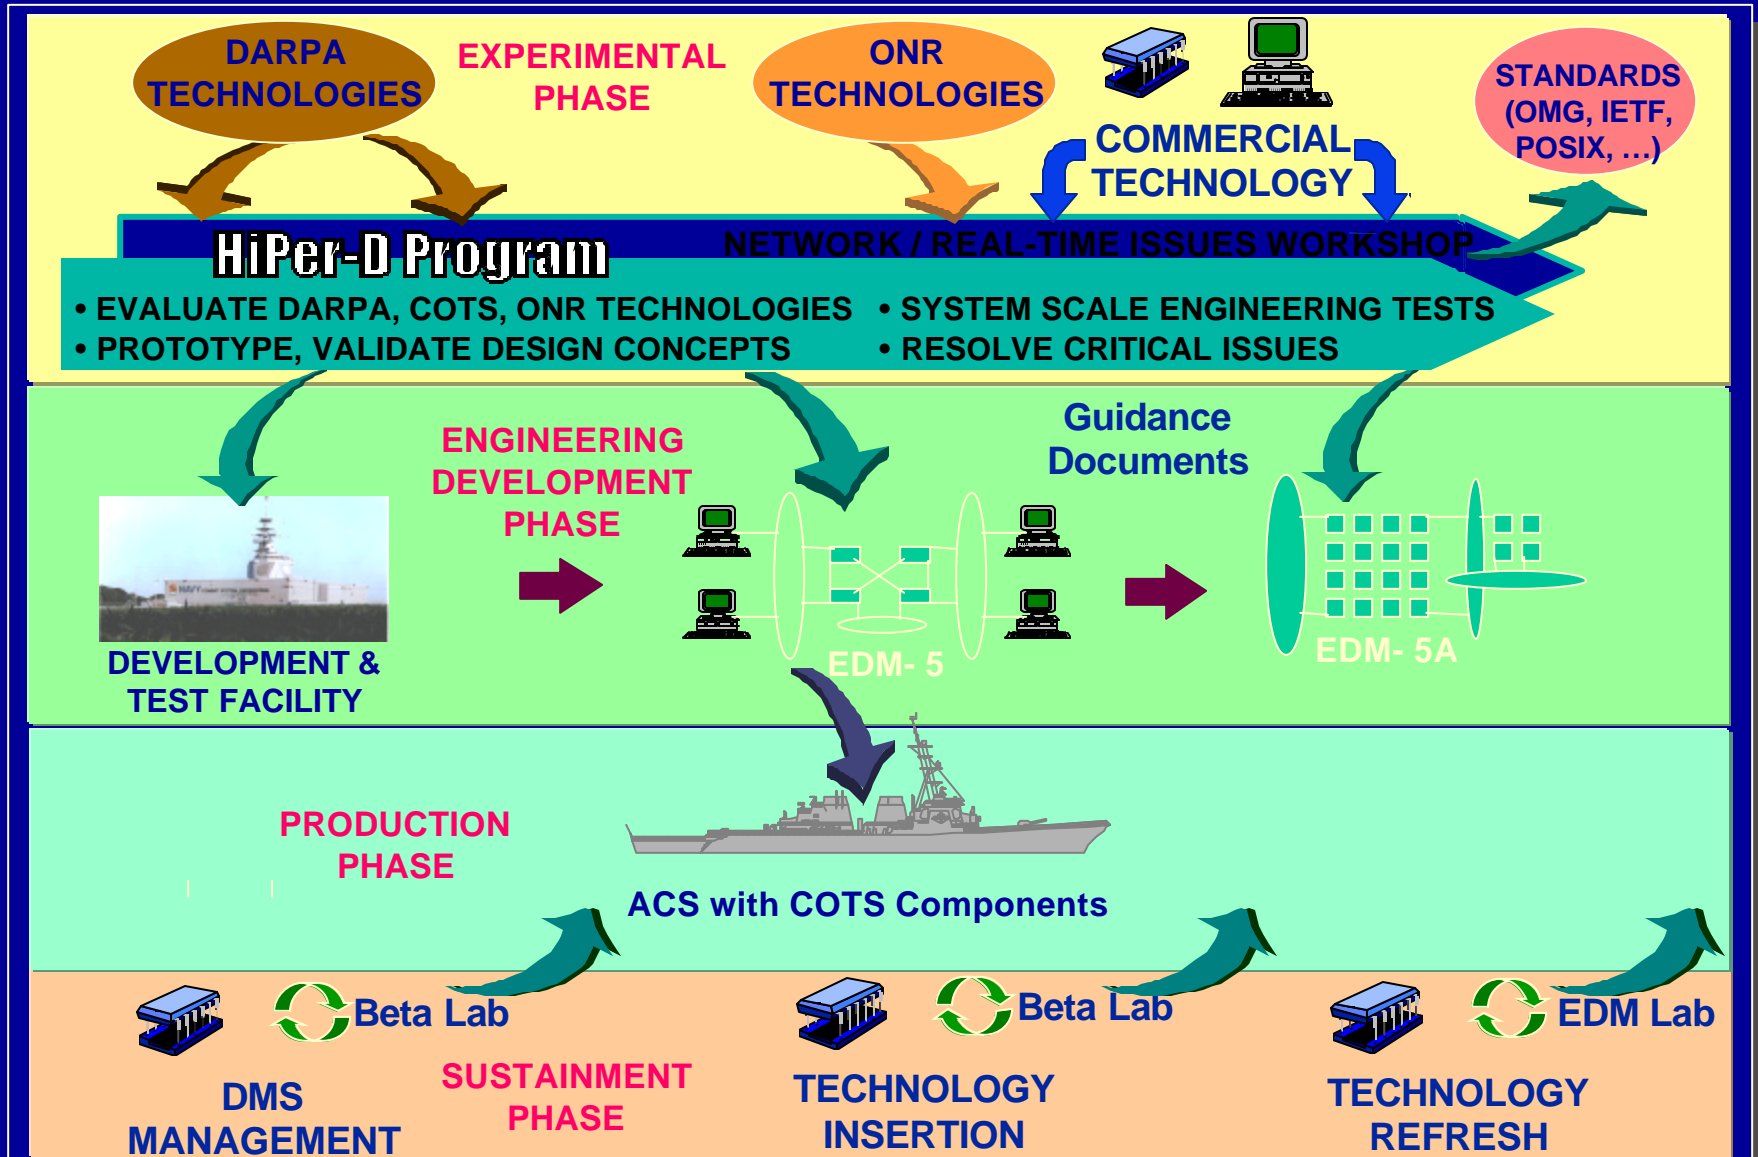 DARPA
TECHNOLOGIES
EXPERIMENTAL
PHASE
ONR
TECHNOLOGIES
COMMERCIAL
TECHNOLOGY
STANDARDS
(OMG, IETF,
POSIX, …)
HiPer-D Program
NETWORK / REAL-TIME ISSUES WORKSHOP
• EVALUATE DARPA, COTS, ONR TECHNOLOGIES
• PROTOTYPE, VALIDATE DESIGN CONCEPTS
• SYSTEM SCALE ENGINEERING TESTS
• RESOLVE CRITICAL ISSUES
ENGINEERING
DEVELOPMENT
PHASE
Guidance
Documents
NAVY
DEVELOPMENT &
TEST FACILITY
EDM- 5
EDM- 5A
PRODUCTION
PHASE
ACS with COTS Components
Beta Lab
Beta Lab
EDM Lab
DMS
MANAGEMENT
SUSTAINMENT
PHASE
TECHNOLOGY
INSERTION
TECHNOLOGY
REFRESH